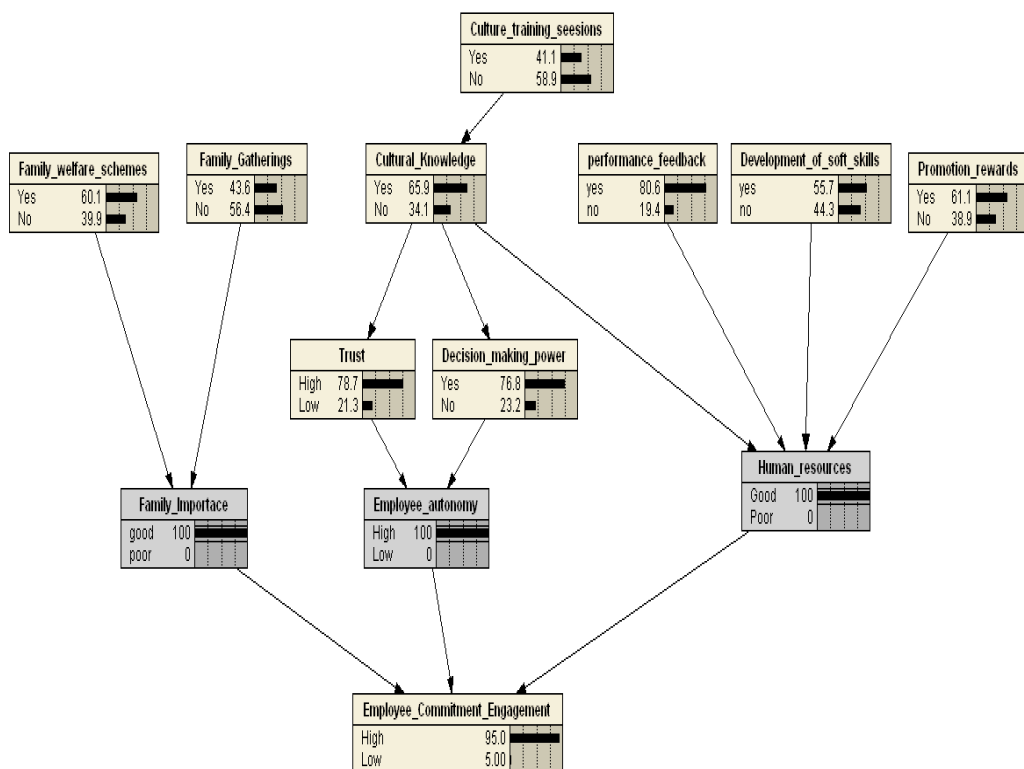 Culture_training_seesions
Yes 41.1
No 58.9
Family_welfare_schemes
Yes 60.1
No 39.9
Family_Gatherings
Yes 43.6
No 56.4
Cultural_Knowledge
Yes 65.9
No 34.1
performance_feedback
yes 80.6
no 19.4
Development_of_soft_skills
yes 55.7
no 44.3
Promotion_rewards
Yes 61.1
No 38.9
Trust
High 78.7
Low 21.3
Decision_making_power
Yes 76.8
No 23.2
Human_resources
Good 100
Poor 0
Family_Importace
good 100
poor 0
Employee_autonomy
High 100
Low 0
Employee_Commitment_Engagement
High 95.0
Low 5.00